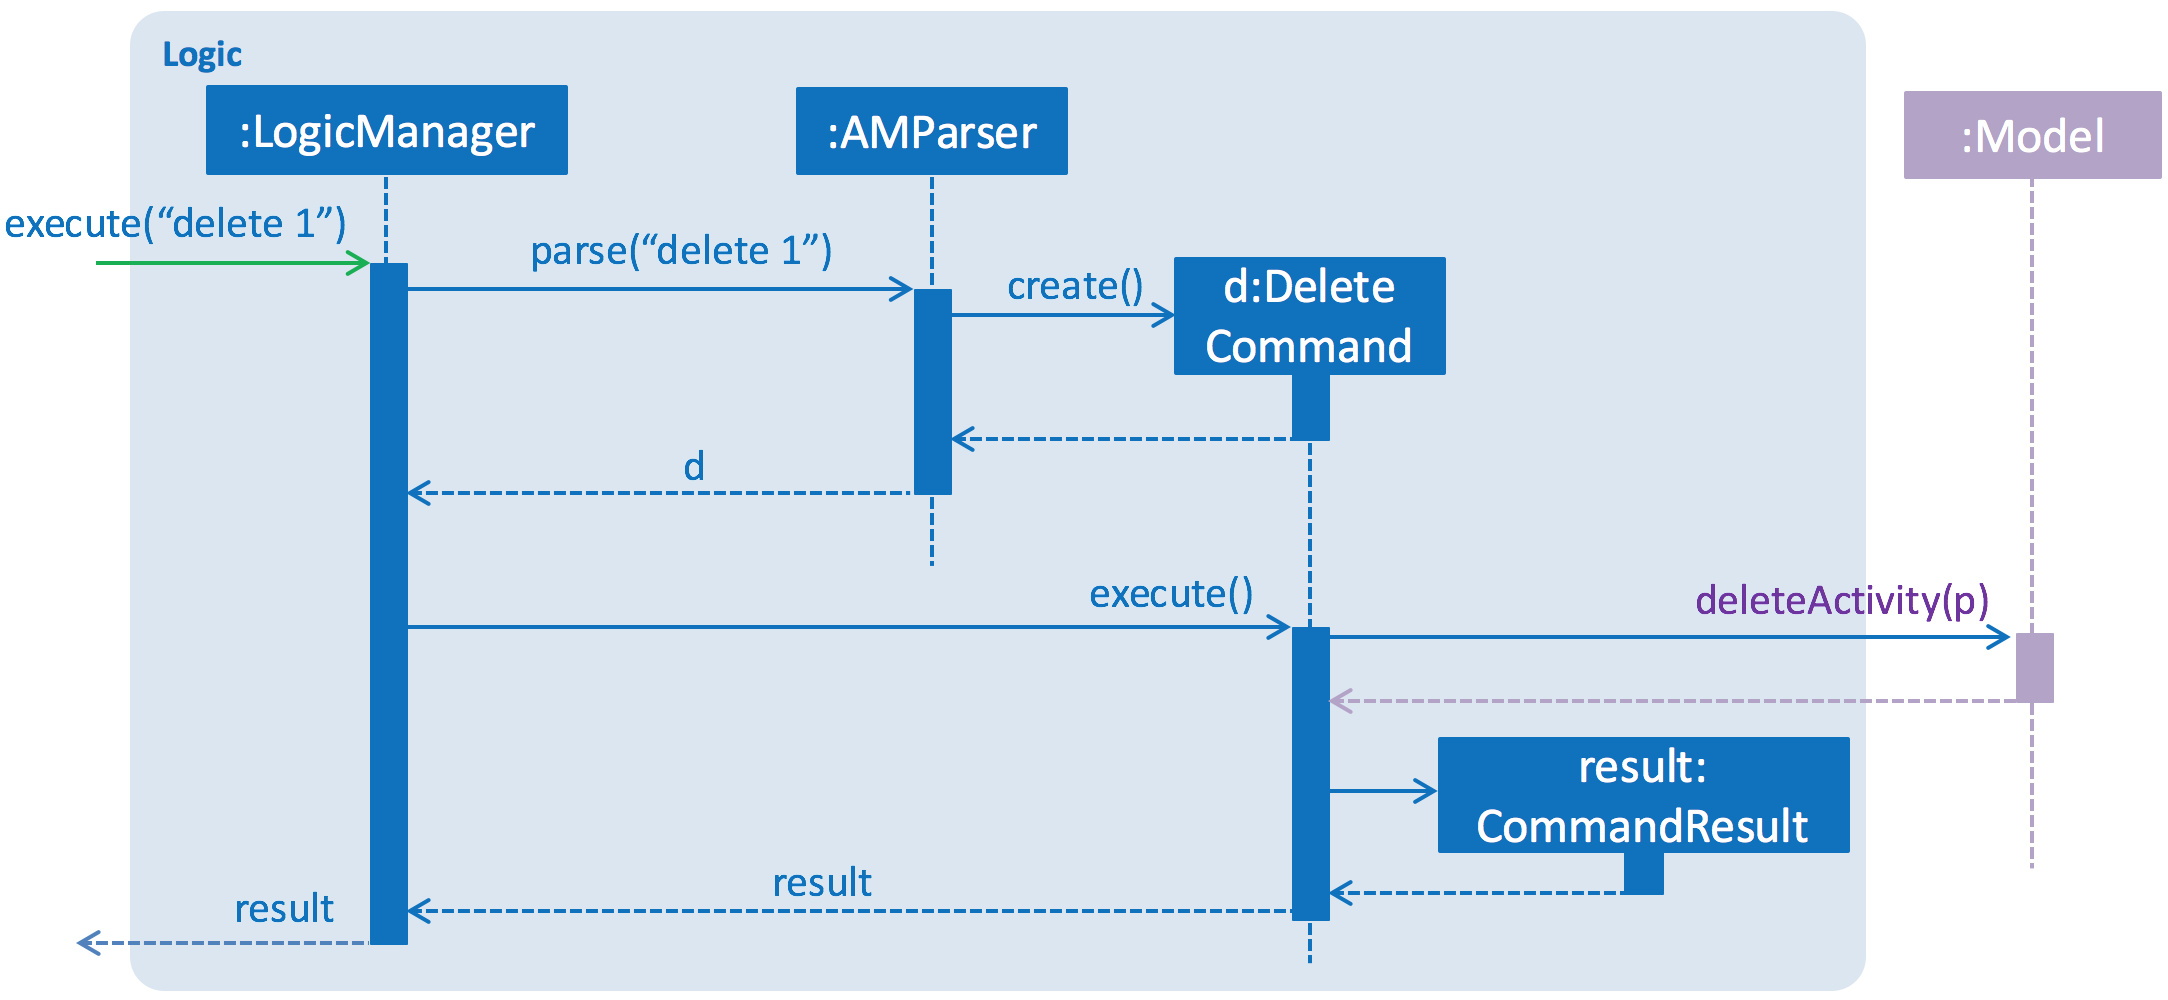 Logic
:LogicManager
:AMParser
:Model
execute(“delete 1”)
parse(“delete 1”)
create()
d:Delete
Command
d
execute()
deleteActivity(p)
result:
CommandResult
result
result